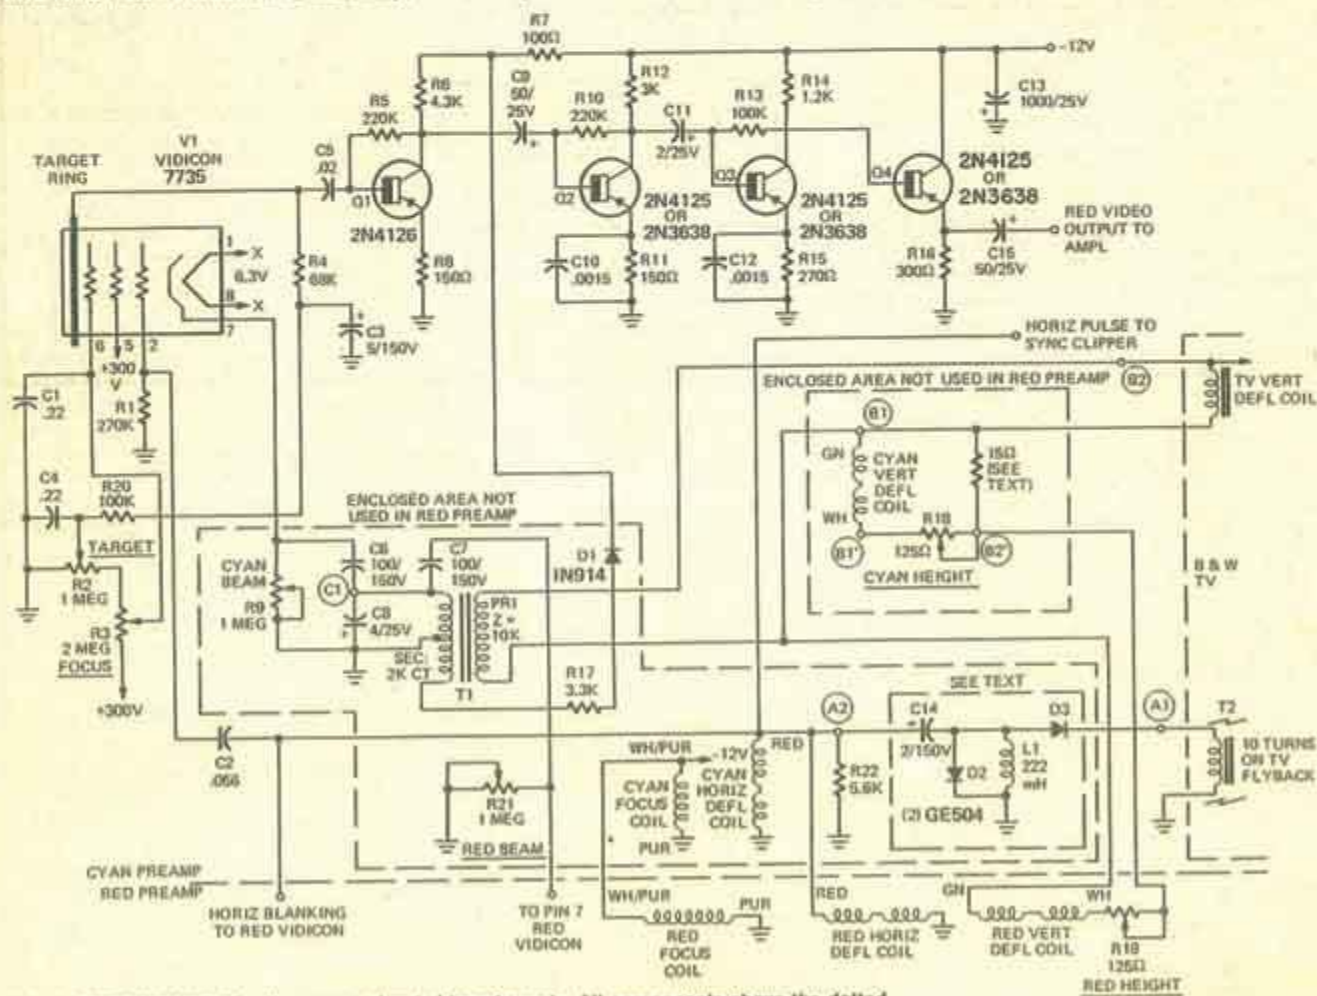 R7
100Ω
-12V
R6
4.3K
C9
50/
25V
R12
3K
R14
1.2K
C13
1000/25V
R5
220K
R10
220K
C11
2/25V
R13
100K
V1
VIDICON
7735
TARGET
RING
C5
.02
Q1
2N4126
Q2
2N4125
OR
2N3638
Q3
2N4125
OR
2N3638
Q4
2N4125
OR
2N3638
RED VIDEO
OUTPUT TO
AMPL
C15
50/25V
R4
68K
R8
150Ω
C10
.0015
R11
150Ω
C12
.0015
R15
270Ω
R16
300Ω
1
X
6.3V
8
X
7
6
5
2
+300
V
C3
5/150V
HORIZ PULSE TO
SYNC CLIPPER
ENCLOSED AREA NOT USED IN RED PREAMP
B2
TV VERT
DEFL COIL
C1
.22
R1
270K
B1
GN
CYAN
VERT
DEFL
COIL
WH
15Ω
(SEE
TEXT)
C4
.22
R20
100K
TARGET
ENCLOSED AREA NOT
USED IN RED PREAMP
R18
125Ω
B1'
B2'
CYAN HEIGHT
B & W
TV
R2
1 MEG
R3
2 MEG
FOCUS
+300V
CYAN
BEAM
R9
1 MEG
C6
100/
150V
C7
100/
150V
C1
C8
4/25V
D1
IN914
PRI
Z =
10K
SEC
2K CT
T1
R17
3.3K
SEE TEXT
A2
C14
2/150V
D3
A1
T2
10 TURNS
ON TV
FLYBACK
C2
.056
WH/PUR
-12V
RED
CYAN
FOCUS
COIL
PUR
CYAN
HORIZ
DEFL
COIL
R22
5.6K
D2
L1
222
mH
(2) GE504
R21
1 MEG
RED BEAM
CYAN PREAMP
RED PREAMP
HORIZ BLANKING
TO RED VIDICON
TO PIN 7
RED
VIDICON
WH/PUR
PUR
RED
FOCUS
COIL
RED
RED HORIZ
DEFL COIL
GN
WH
RED VERT
DEFL COIL
R19
125Ω
RED HEIGHT